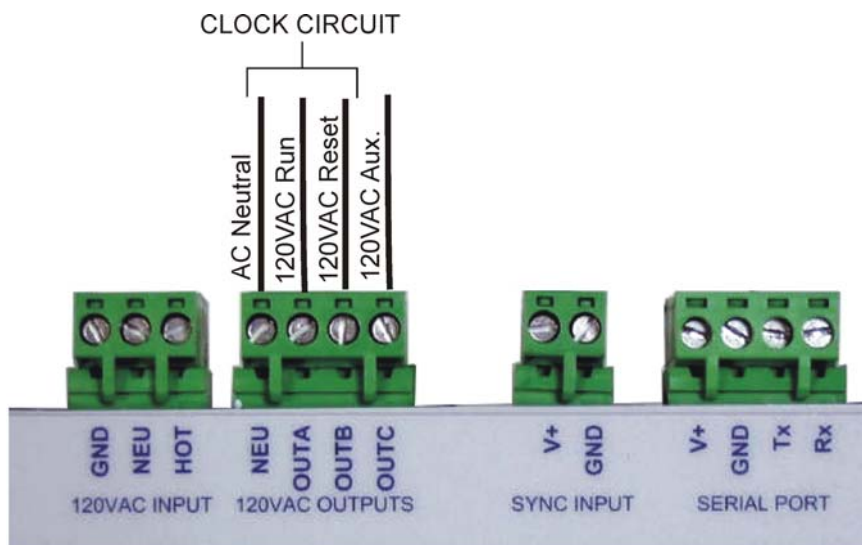 CLOCK CIRCUIT
AC Neutral
120VAC Run
120VAC Reset
120VAC Aux.
GND NEU HOT
120VAC INPUT
NEU OUTA OUTB OUTC
120VAC OUTPUTS
V+ GND
SYNC INPUT
V+ GND Tx Rx
SERIAL PORT